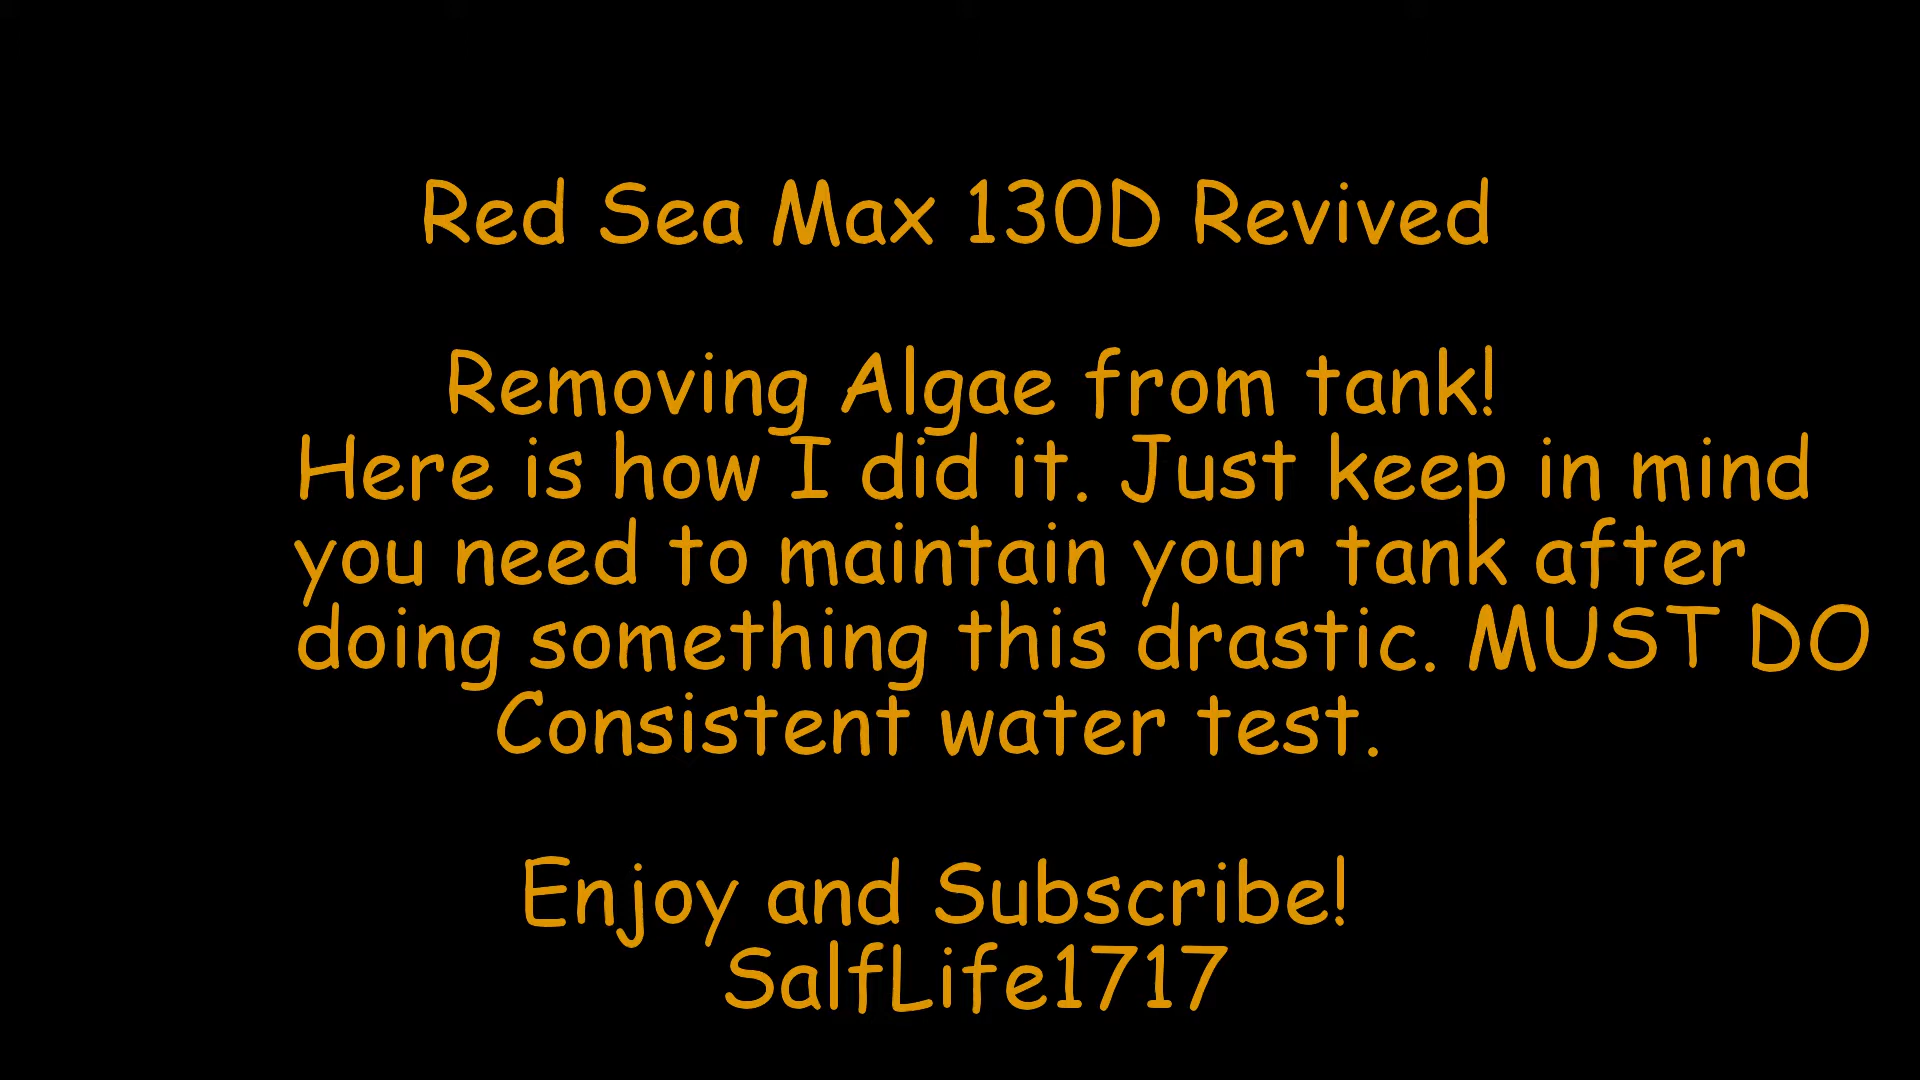 Red Sea Max 130D Revived
Removing Algae from tank!
Here is how I did it. Just keep in mind
you need to maintain your tank after
doing something this drastic. MUST DO
Consistent water test.
Enjoy and Subscribe!
SalfLife1717